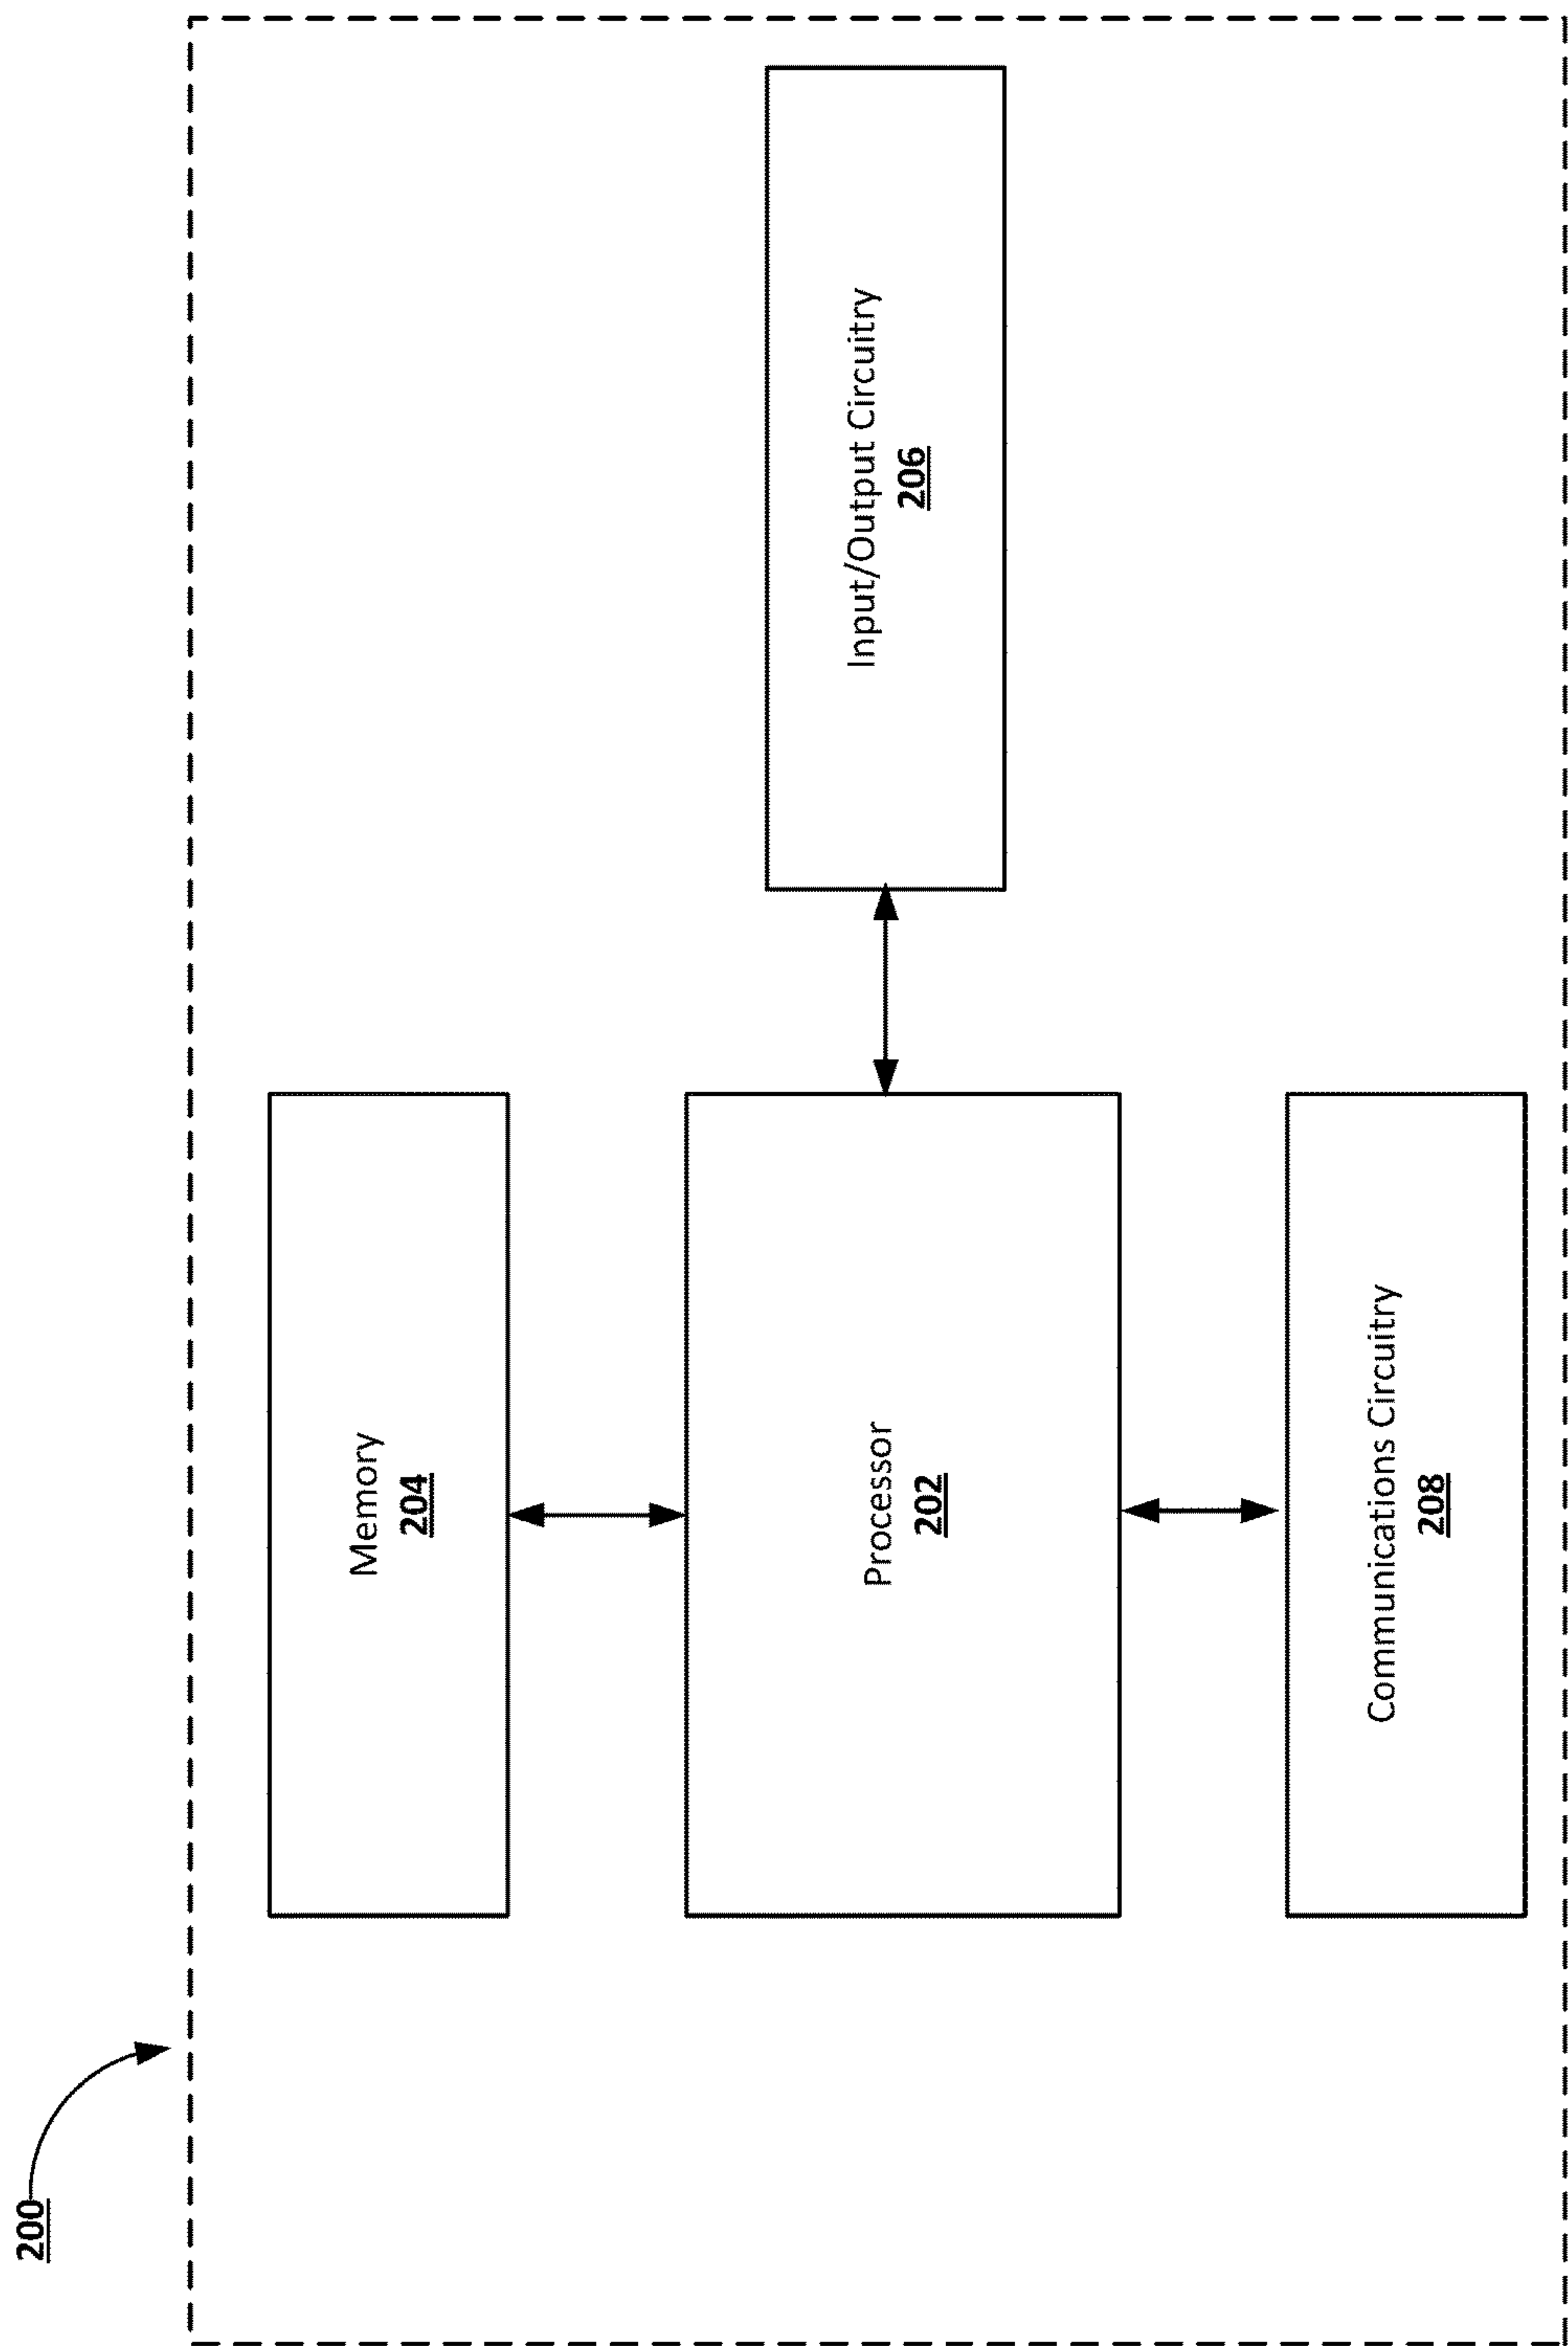 200
Memory
204
Processor
202
Input/Output Circuitry
206
Communications Circuitry
208